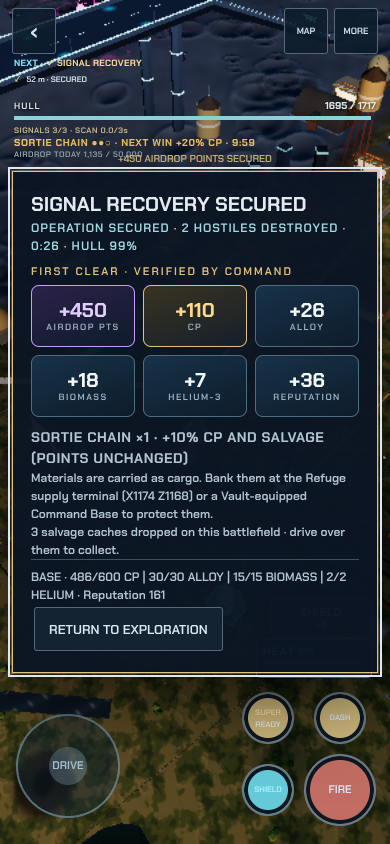 ‹
MAP
MORE
NEXT · ✓ SIGNAL RECOVERY
✓ 52 m · SECURED
HULL
1695 / 1717
SIGNALS 3/3 · SCAN 0.0/3s
SORTIE CHAIN ●●○ · NEXT WIN +20% CP · 9:59
AIRDROP TODAY 1,135 / 50,000
+450 AIRDROP POINTS SECURED
SIGNAL RECOVERY SECURED
OPERATION SECURED · 2 HOSTILES DESTROYED ·
0:26 · HULL 99%
FIRST CLEAR · VERIFIED BY COMMAND
+450
AIRDROP PTS
+110
CP
+26
ALLOY
+18
BIOMASS
+7
HELIUM-3
+36
REPUTATION
SORTIE CHAIN ×1 · +10% CP AND SALVAGE
(POINTS UNCHANGED)
Materials are carried as cargo. Bank them at the Refuge
supply terminal (X1174 Z1168) or a Vault-equipped
Command Base to protect them.
3 salvage caches dropped on this battlefield · drive over
them to collect.
BASE · 486/600 CP | 30/30 ALLOY | 15/15 BIOMASS | 2/2
HELIUM · Reputation 161
SHIELD
RETURN TO EXPLORATION
HEAT
SUPER
READY
DASH
DRIVE
SHIELD
FIRE